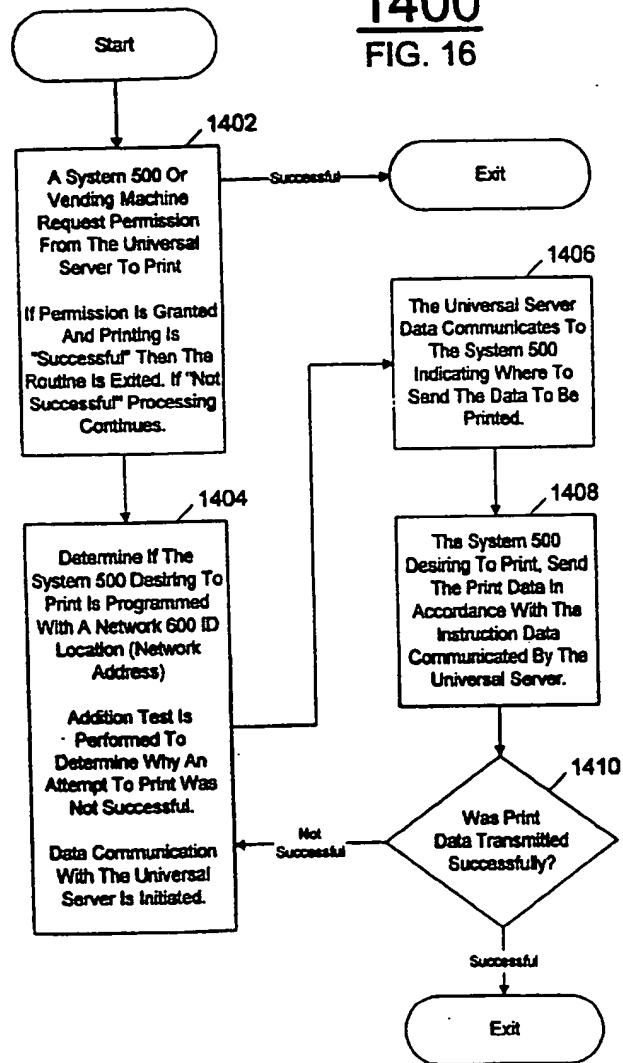 1400
FIG. 16
Start
1402
A System 500 Or
Vending Machine
Request Permission
From The Universal
Server To Print
If Permission Is Granted
And Printing Is
"Successful" Then The
Routine Is Exited. If "Not
Successful" Processing
Continues.
Successful
Exit
1404
Determine If The
System 500 Desiring To
Print Is Programmed
With A Network 600 ID
Location (Network
Address)
Addition Test Is
Performed To
Determine Why An
Attempt To Print Was
Not Successful.
Data Communication
With The Universal
Server Is Initiated.
1406
The Universal Server
Data Communicates To
The System 500
Indicating Where To
Send The Data To Be
Printed.
1408
The System 500
Desiring To Print, Send
The Print Data In
Accordance With The
Instruction Data
Communicated By The
Universal Server.
1410
Was Print
Data Transmitted
Successfully?
Not
Successful
Successful
Exit